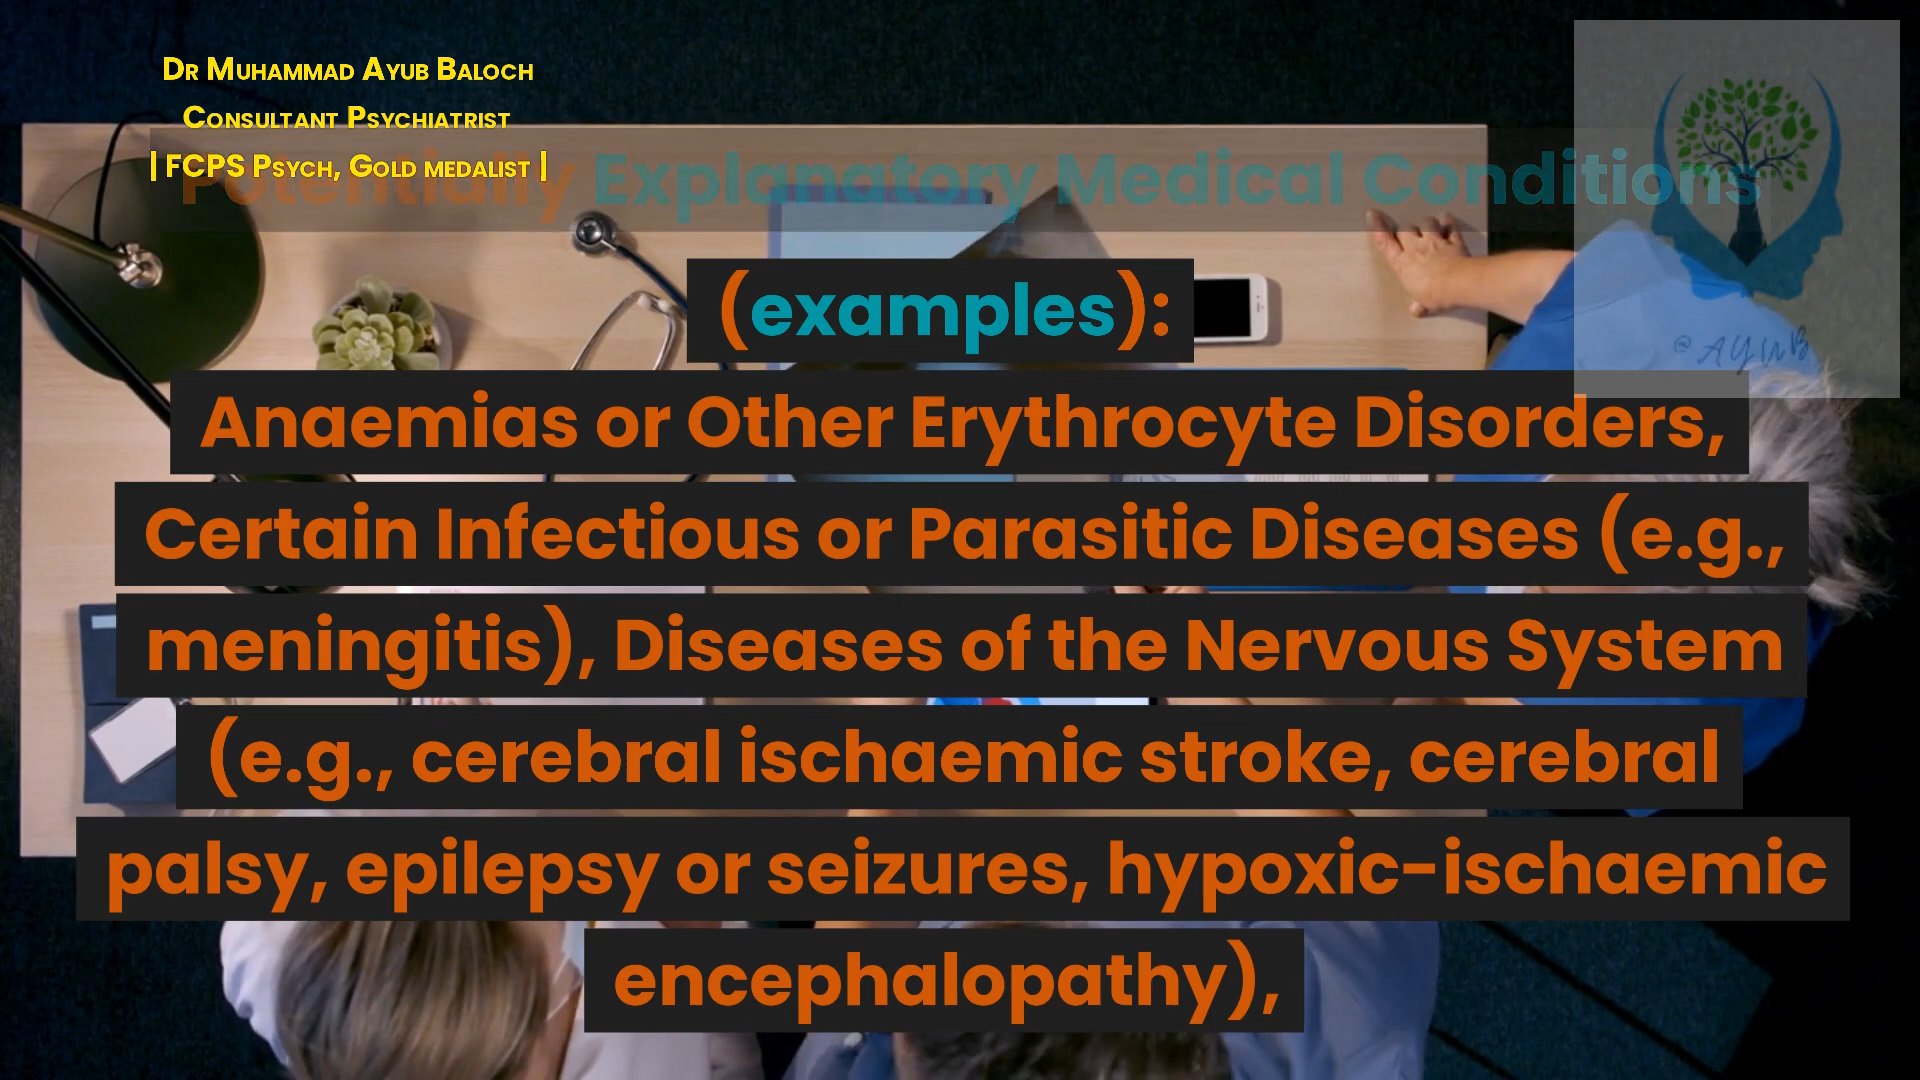 Dr Muhammad Ayub Baloch
Consultant Psychiatrist
| FCPS Psych, Gold medalist |
Potentially Explanatory Medical Conditions
(examples):
Anaemias or Other Erythrocyte Disorders,
Certain Infectious or Parasitic Diseases (e.g.,
meningitis), Diseases of the Nervous System
(e.g., cerebral ischaemic stroke, cerebral
palsy, epilepsy or seizures, hypoxic-ischaemic
encephalopathy),
@AYUB